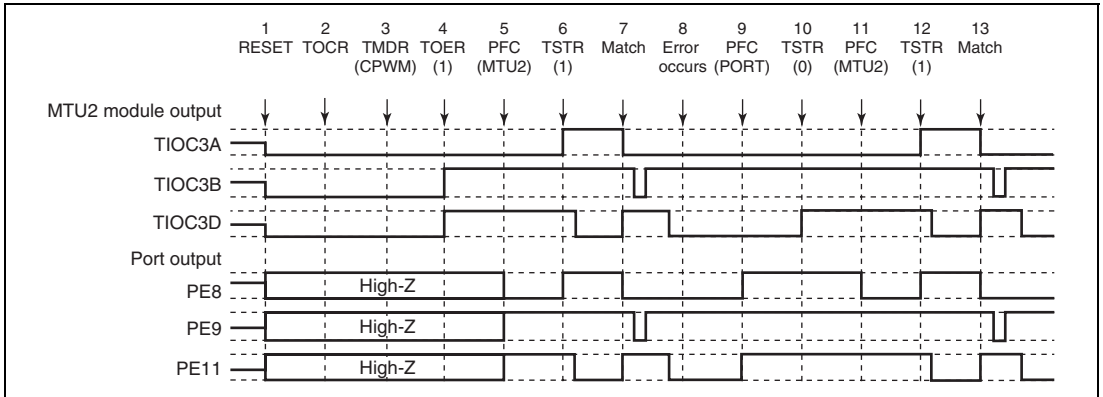 1 2 3 4 5 6 7 8 9 10 11 12 13
RESET TOCR TMDR TOER PFC TSTR Match Error PFC TSTR PFC TSTR Match
(CPWM) (1) (MTU2) (1) occurs (PORT) (0) (MTU2) (1)
MTU2 module output
TIOC3A
TIOC3B
TIOC3D
Port output
PE8 High-Z
PE9 High-Z
PE11 High-Z